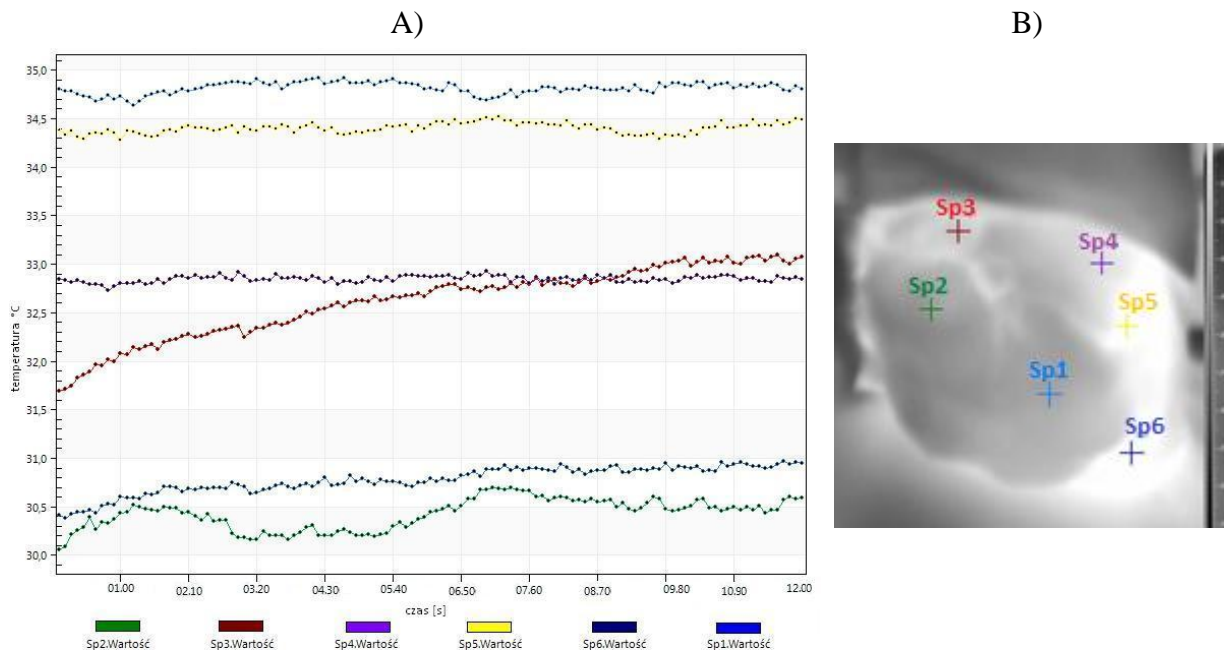 A)
B)
35,0
34,5
34,0
33,5
33,0
32,5
32,0
31,5
31,0
30,5
30,0
temperatura °C
01.00 02.10 03.20 04.30 05.40 06.50 07.60 08.70 09.80 10.90 12.00
czas [s]
Sp2.Wartość Sp3.Wartość Sp4.Wartość Sp5.Wartość Sp6.Wartość Sp1.Wartość
Sp3
Sp4
Sp2
Sp5
Sp1
Sp6